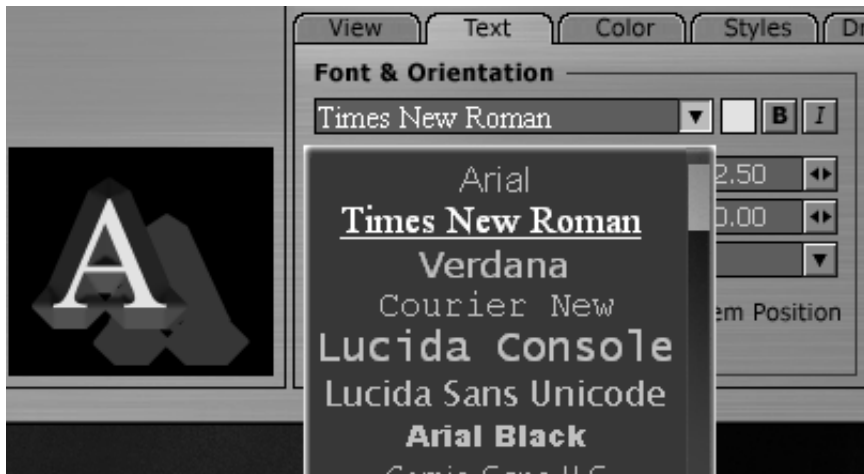 View Text Color Styles
Font & Orientation
Times New Roman B I
Arial
2.50
Times New Roman
0.00
Verdana
Courier New
Position
Lucida Console
Lucida Sans Unicode
Arial Black
A